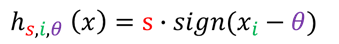 h_{s,i,θ} (x) = s · sign(x_i − θ)